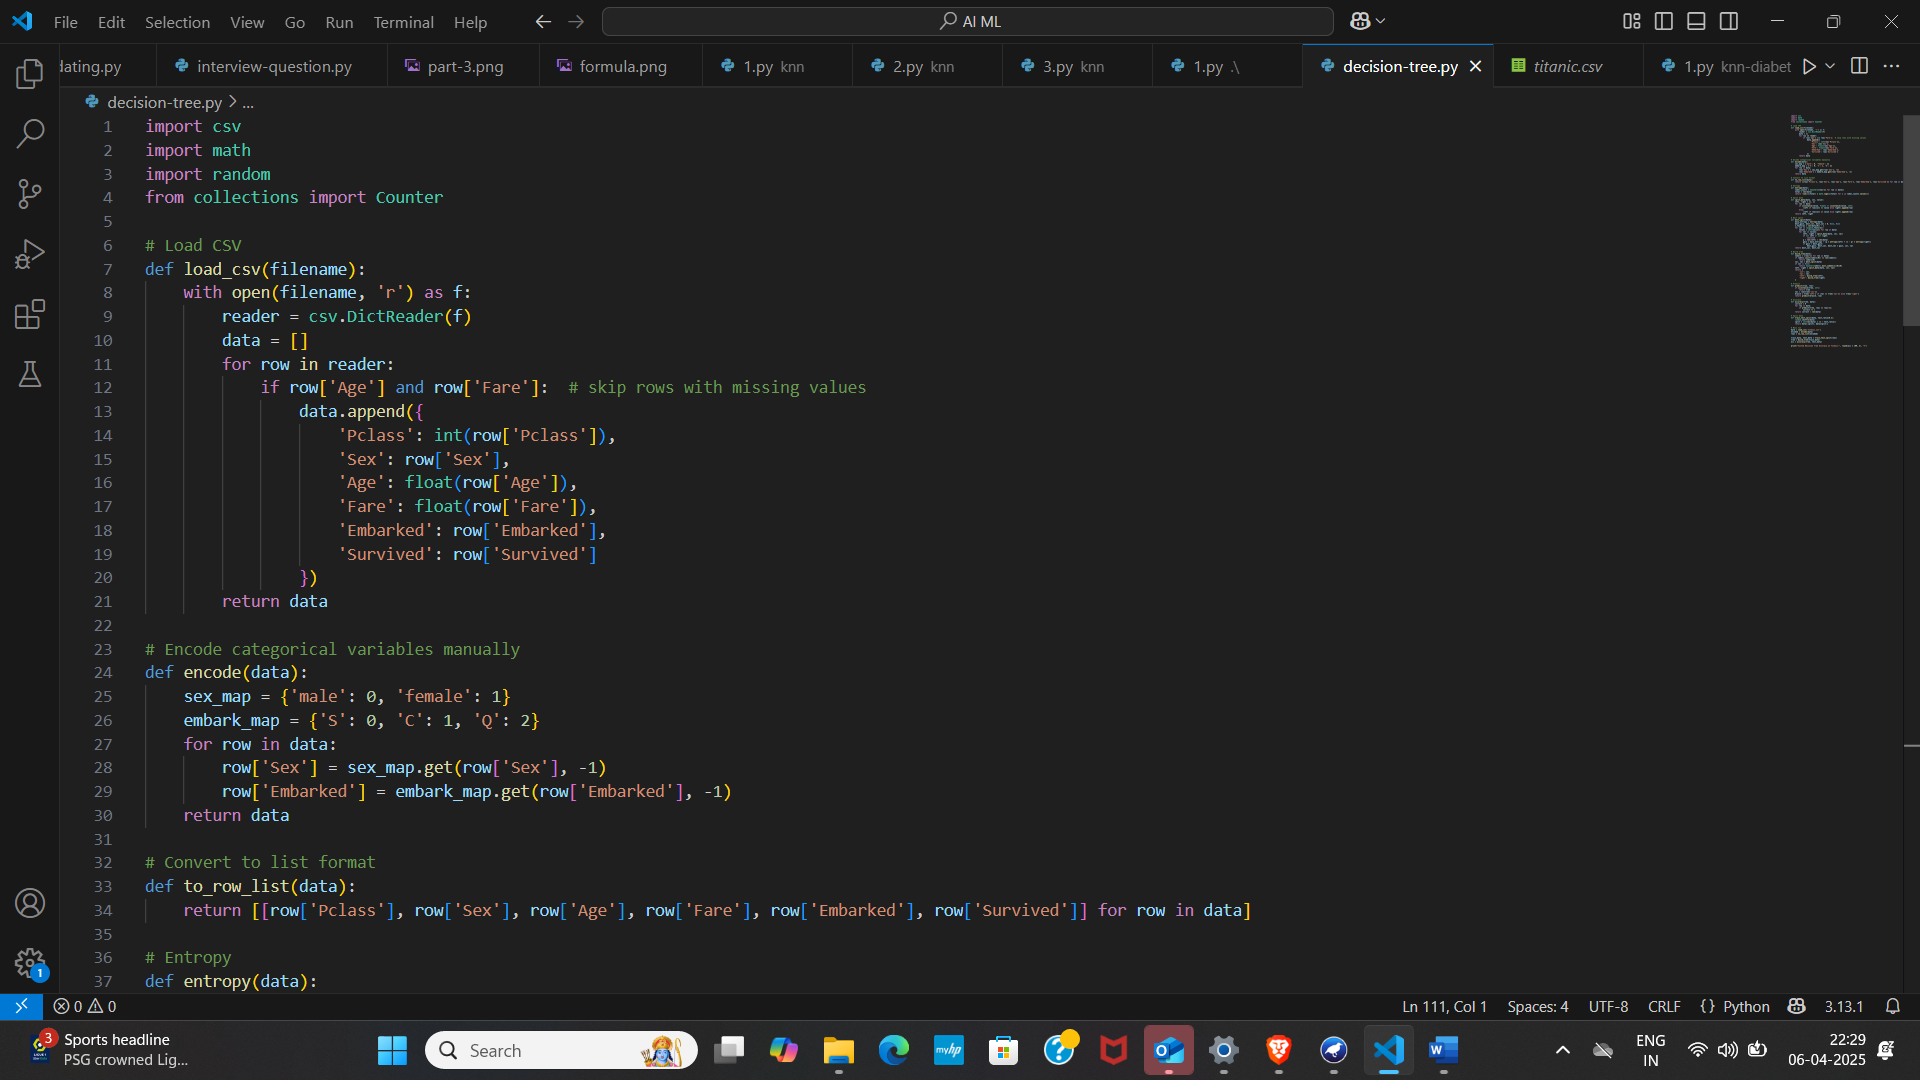 File Edit Selection View Go Run Terminal Help
AI ML
dating.py interview-question.py part-3.png formula.png 1.py knn 2.py knn 3.py knn 1.py .\ decision-tree.py titanic.csv 1.py knn-diabet
decision-tree.py > ...
1 import csv
2 import math
3 import random
4 from collections import Counter
5
6 # Load CSV
7 def load_csv(filename):
8     with open(filename, 'r') as f:
9         reader = csv.DictReader(f)
10         data = []
11         for row in reader:
12             if row['Age'] and row['Fare']:  # skip rows with missing values
13                 data.append({
14                     'Pclass': int(row['Pclass']),
15                     'Sex': row['Sex'],
16                     'Age': float(row['Age']),
17                     'Fare': float(row['Fare']),
18                     'Embarked': row['Embarked'],
19                     'Survived': row['Survived']
20                 })
21         return data
22
23 # Encode categorical variables manually
24 def encode(data):
25     sex_map = {'male': 0, 'female': 1}
26     embark_map = {'S': 0, 'C': 1, 'Q': 2}
27     for row in data:
28         row['Sex'] = sex_map.get(row['Sex'], -1)
29         row['Embarked'] = embark_map.get(row['Embarked'], -1)
30     return data
31
32 # Convert to list format
33 def to_row_list(data):
34     return [[row['Pclass'], row['Sex'], row['Age'], row['Fare'], row['Embarked'], row['Survived']] for row in data]
35
36 # Entropy
37 def entropy(data):
1
0 0 Ln 111, Col 1 Spaces: 4 UTF-8 CRLF {} Python 3.13.1
3 Sports headline
PSG crowned Lig...
Search
myhp
ENG
IN
22:29
06-04-2025